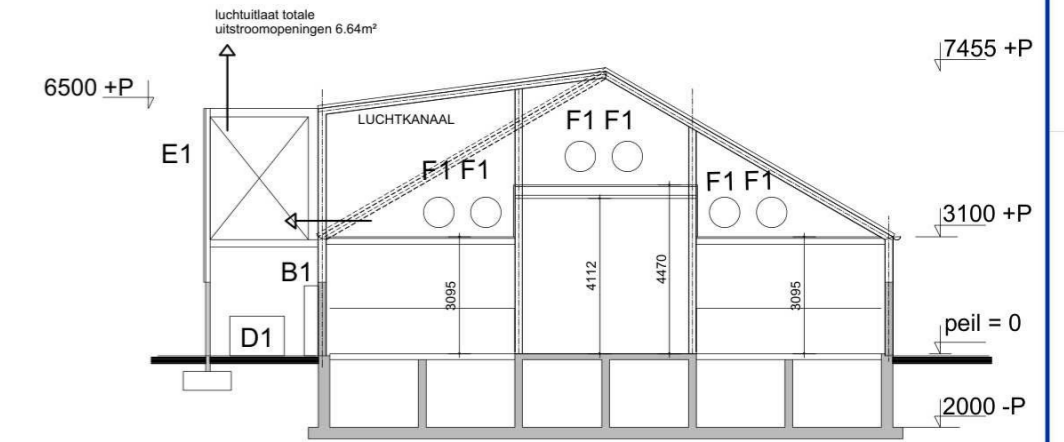 luchtuitlaat totale
uitstroomopeningen 6.64m²
7455 +P
6500 +P
LUCHTKANAAL
F1 F1
E1
F1 F1
F1 F1
3100 +P
B1
3095
4112
4470
3095
D1
peil = 0
2000 -P